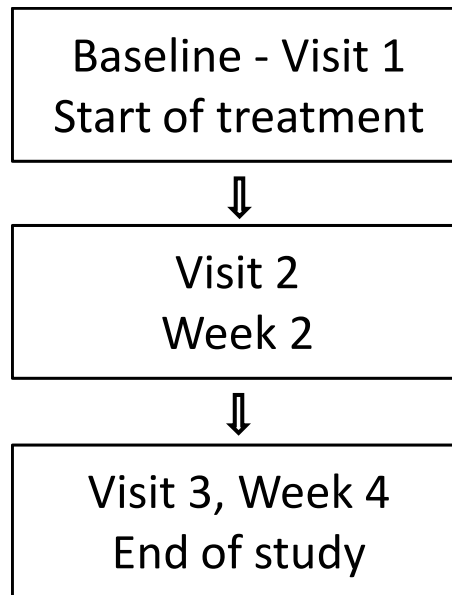 Baseline - Visit 1
Start of treatment
Visit 2
Week 2
Visit 3, Week 4
End of study